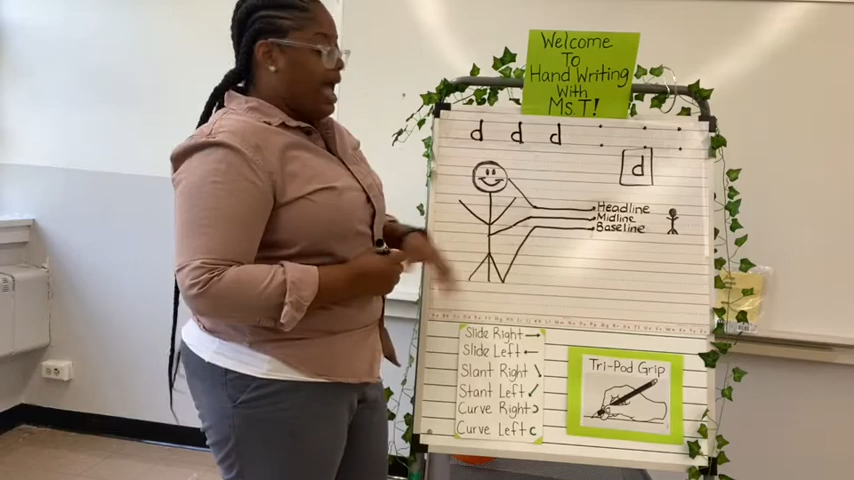 Welcome
To
Hand Writing
With
Ms. T!
d d d
d
Headline
Midline
Baseline
Slide Right
Slide Left
Slant Right
Slant Left
Curve Right
Curve Left
Tri-Pod Grip